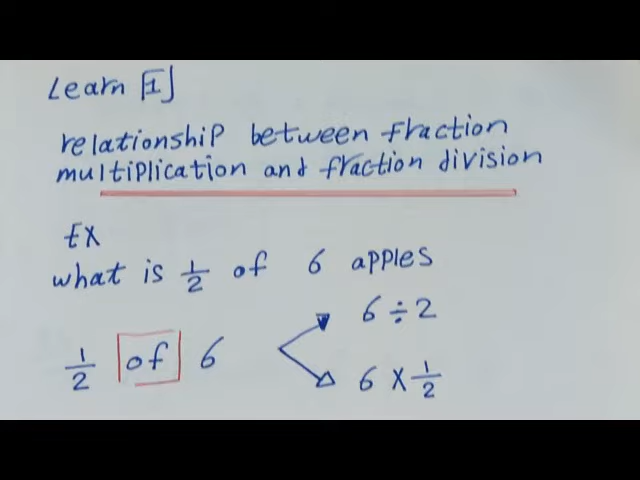 Learn [1]
relationship between fraction
multiplication and fraction division
EX
what is 1/2 of 6 apples
6 ÷ 2
1/2 of 6
6 x 1/2